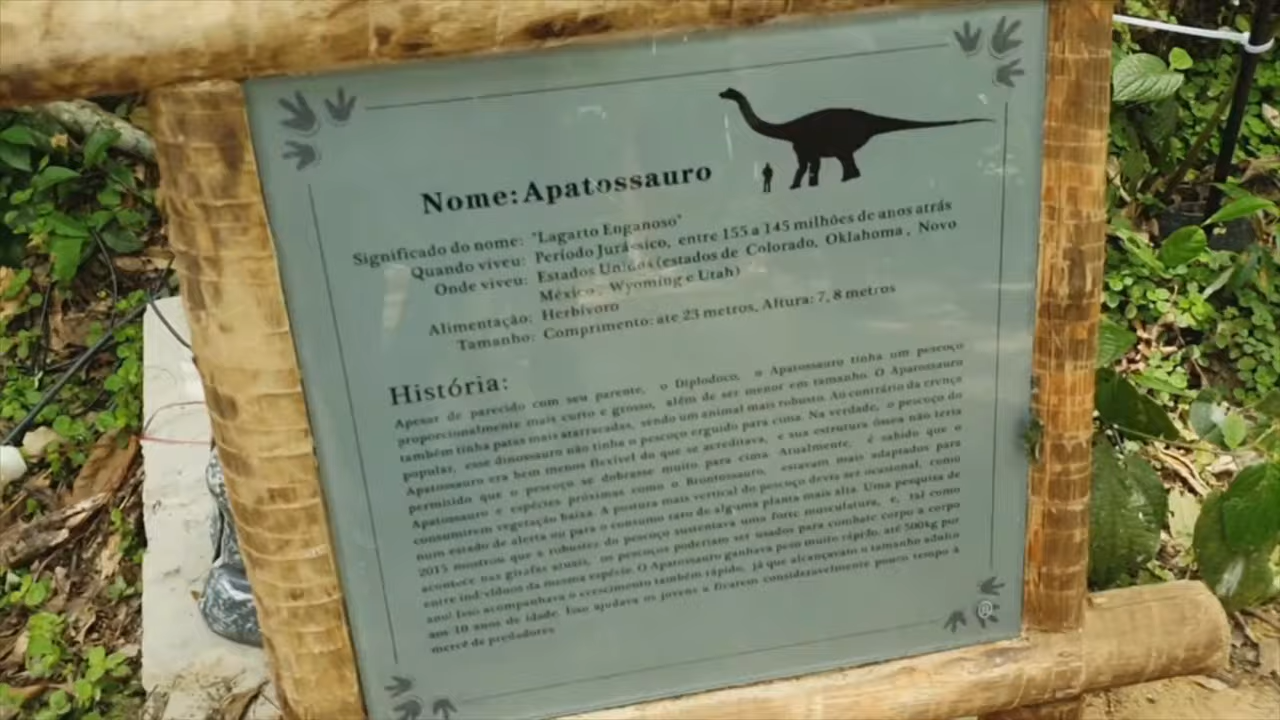 Nome: Apatossauro
Significado do nome: "Lagarto Enganoso"
Quando viveu: Período Jurássico, entre 155 a 145 milhões de anos atrás
Onde viveu: Estados Unidos (estados de Colorado, Oklahoma, Novo
México, Wyoming e Utah)
Alimentação: Herbívoro
Tamanho: Comprimento: até 23 metros, Altura: 7, 8 metros
História:
Apesar de parecido com seu parente, o Diplodoco, o Apatossauro tinha um pescoço
proporcionalmente mais curto e grosso, além de ser menor em tamanho. O Apatossauro
também tinha patas mais atarracadas, sendo um animal mais robusto. Ao contrário da crença
popular, esse dinossauro não tinha o pescoço erguido para cima. Na verdade, o pescoço do
Apatossauro era bem menos flexível do que se acreditava, e sua estrutura óssea não teria
permitido que o pescoço se dobrasse muito para cima. Atualmente, é sabido que o
Apatossauro e espécies próximas como o Brontossauro, estavam mais adaptados para
consumirem vegetação baixa. A postura mais vertical do pescoço devia ser ocasional, como
num estado de alerta ou para o consumo raro de alguma planta mais alta. Uma pesquisa de
2015 mostrou que a robustez do pescoço sustentava uma forte musculatura, e, tal como
acontece nas girafas atuais, os pescoços poderiam ser usados para combate corpo a corpo
entre indivíduos da mesma espécie. O Apatossauro ganhava peso muito rápido, até 500kg por
ano! Isso acompanhava o crescimento também rápido, já que alcançavam o tamanho adulto
aos 10 anos de idade. Isso ajudava os jovens a ficarem consideravelmente pouco tempo à
mercê de predadores